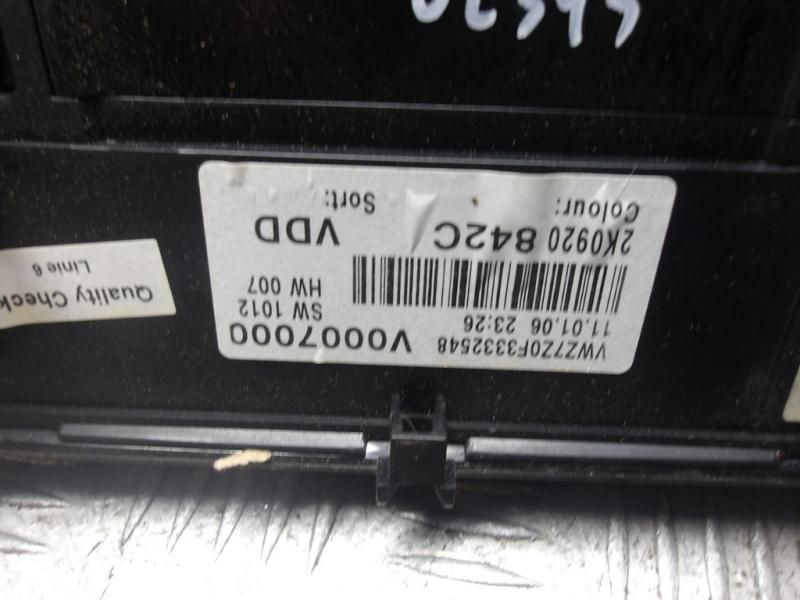 VWZ7Z0F3332548
V0007000
11.01.06 23:26
SW 1012
HW 007
2K0920 842C
VDD
Colour:
Sort:
Quality Check
Linie 6